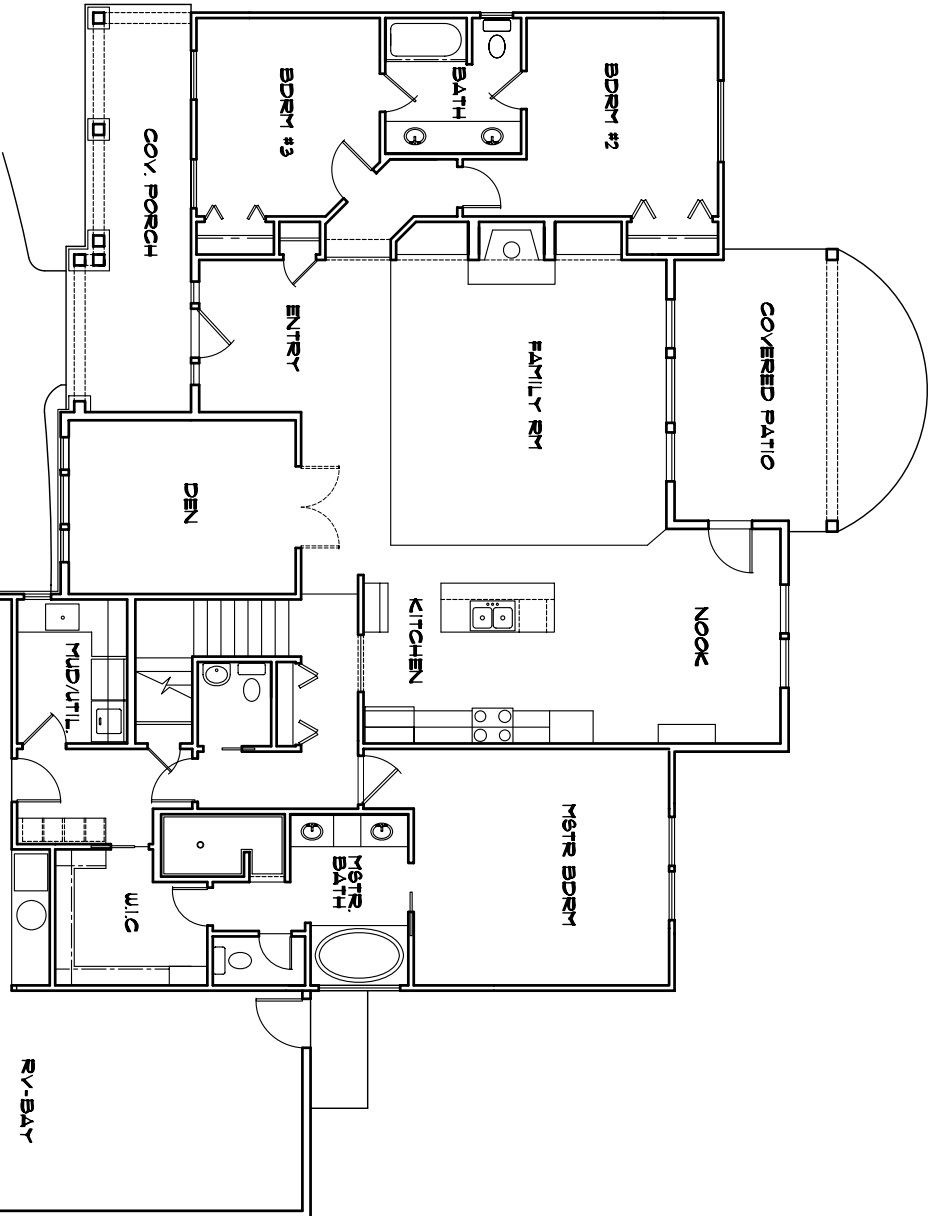 COVERED PATIO
NOOK
BDRM #2
FAMILY RM
MSTR BDRM
BATH
KITCHEN
MSTR.
BATH
BDRM #3
ENTRY
COV. PORCH
DEN
W.I.C
MUD/UTIL.
RV-BAY